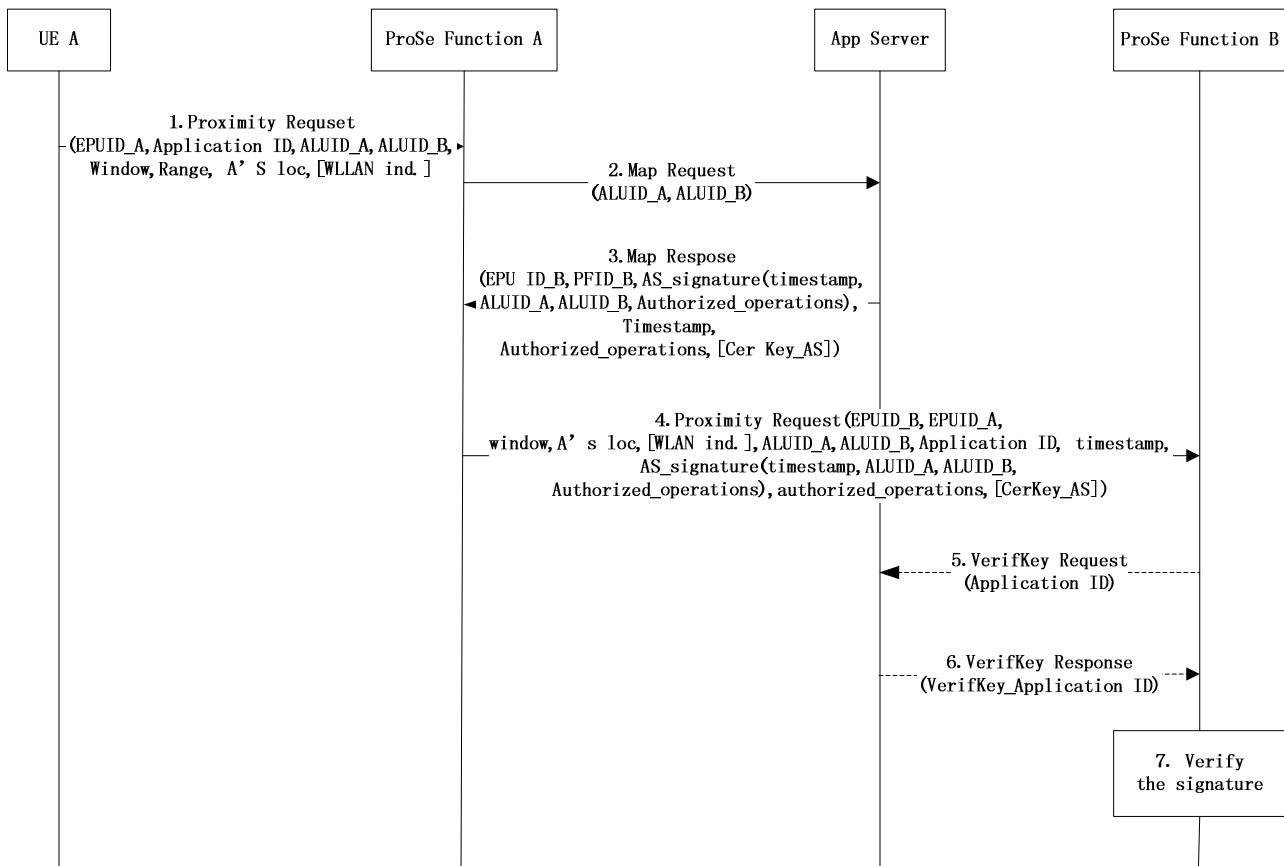 UE A
ProSe Function A
App Server
ProSe Function B
1.Proximity Requset
(EPUID_A,Application ID,ALUID_A,ALUID_B,
Window,Range, A’S loc,[WLLAN ind.]
2.Map Request
(ALUID_A,ALUID_B)
3.Map Respose
(EPU ID_B,PFID_B,AS_signature(timestamp,
ALUID_A,ALUID_B,Authorized_operations),
Timestamp,
Authorized_operations,[Cer Key_AS])
4.Proximity Request(EPUID_B,EPUID_A,
window,A’s loc,[WLAN ind.],ALUID_A,ALUID_B,Application ID, timestamp,
AS_signature(timestamp,ALUID_A,ALUID_B,
Authorized_operations),authorized_operations,[CerKey_AS])
5.VerifKey Request
(Application ID)
6.VerifKey Response
(VerifKey_Application ID)
7. Verify
the signature